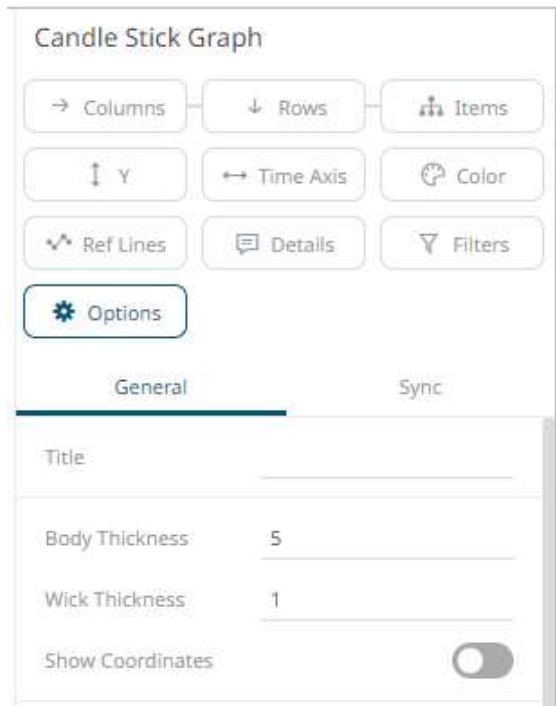 Candle Stick Graph
Columns Rows Items
Y Time Axis Color
Ref Lines Details Filters
Options
General Sync
Title
Body Thickness 5
Wick Thickness 1
Show Coordinates